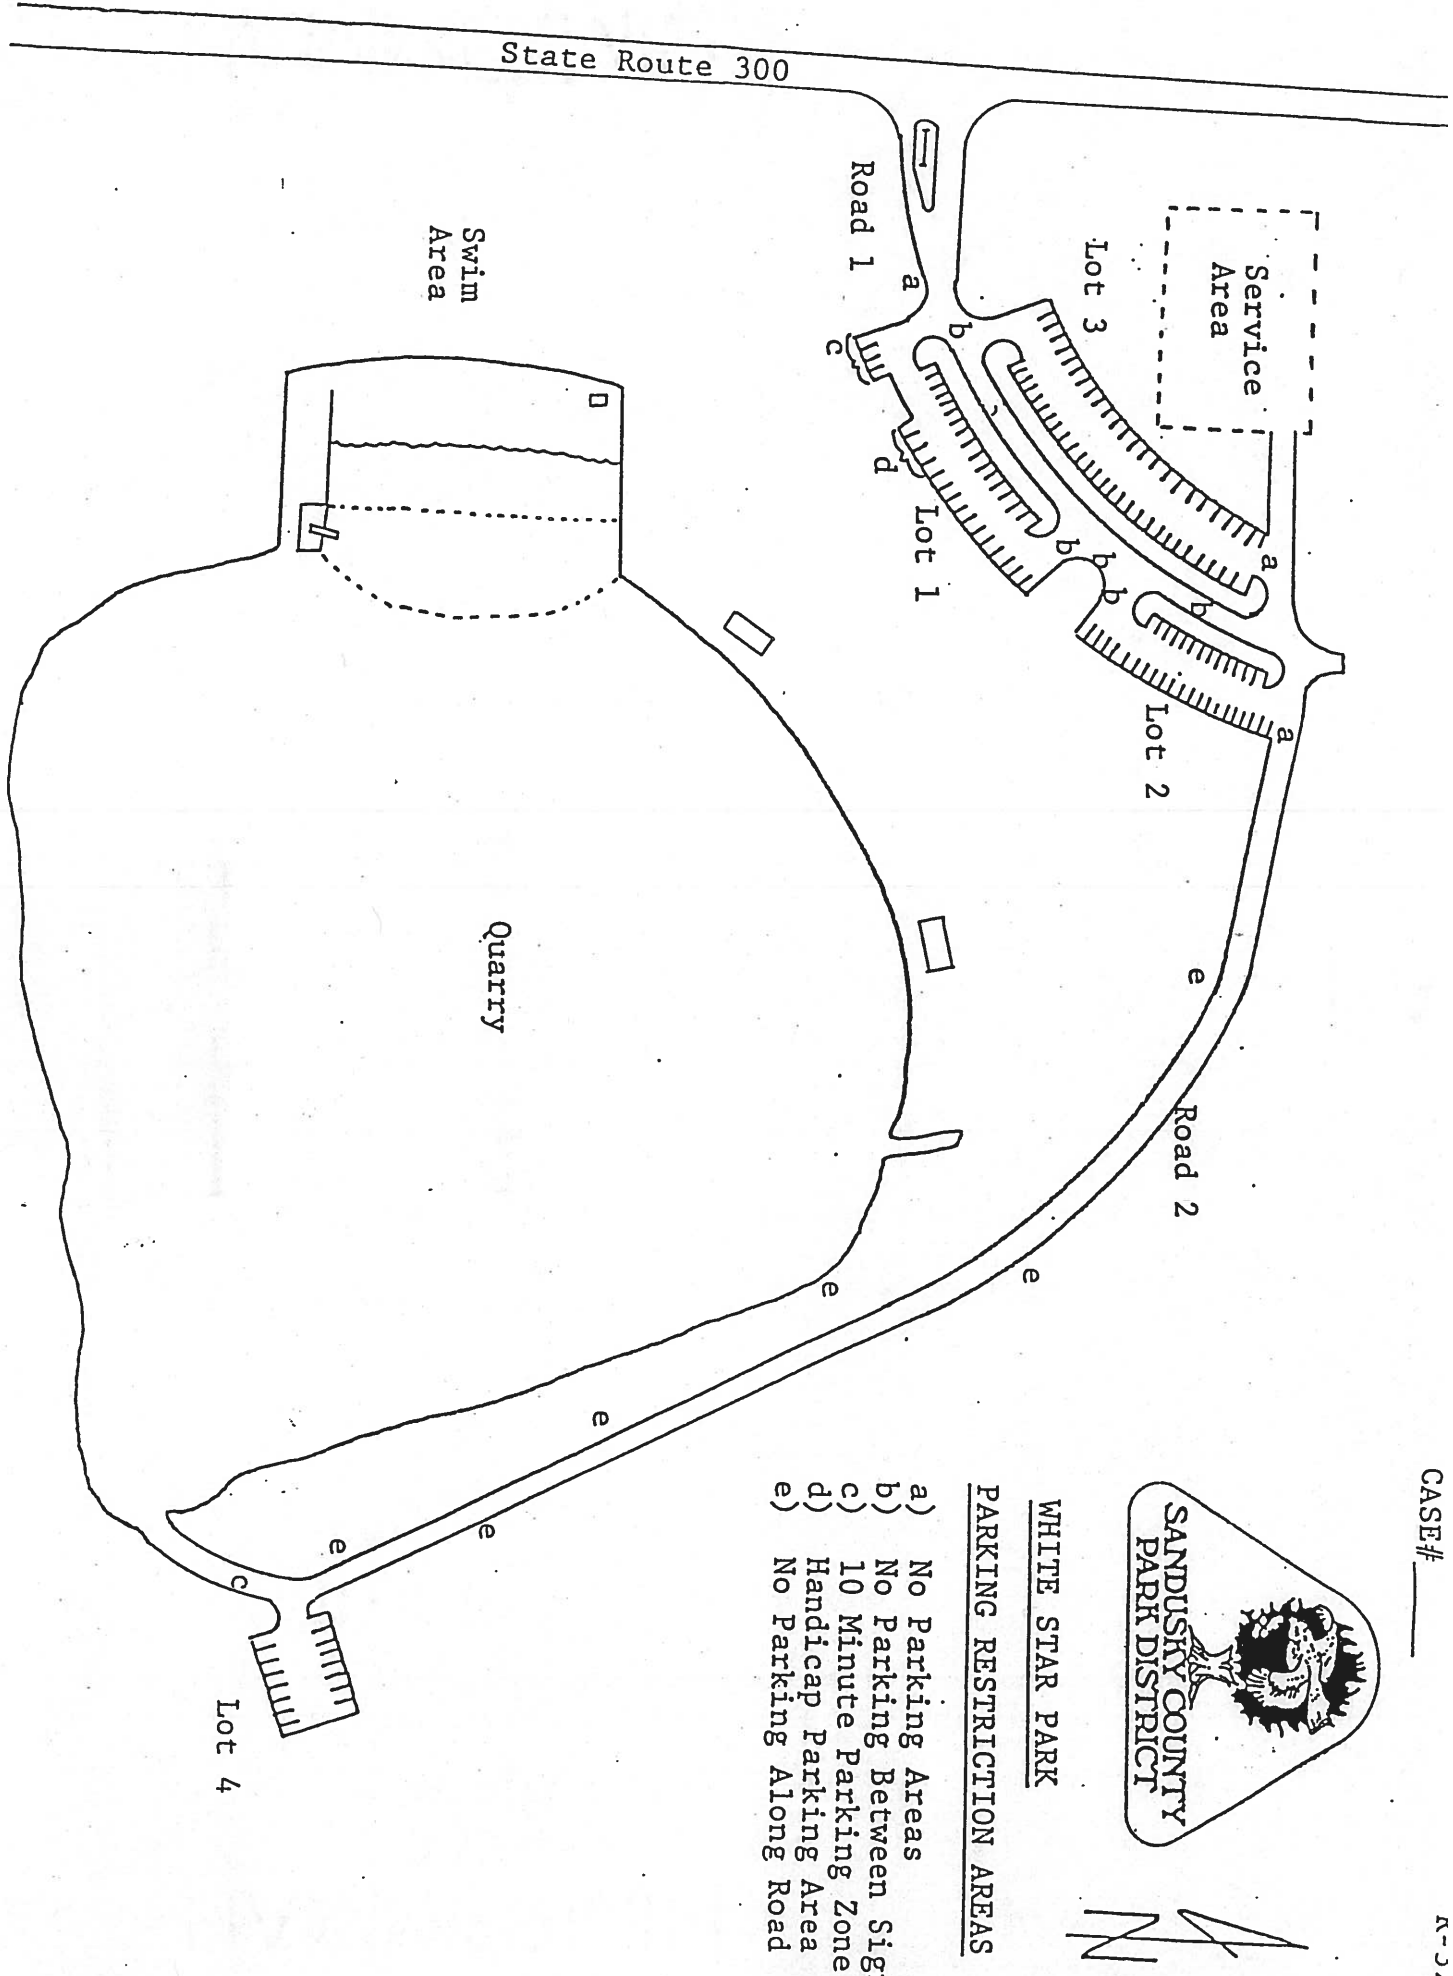 CASE#
State Route 300
Road 1
Service
Area
Lot 3
Swim
Area
a
b
c
d
Lot 1
b
b
b
b
a
a
Lot 2
Quarry
e
Road 2
e
e
e
e
e
c
Lot 4
SANDUSKY COUNTY
PARK DISTRICT
N
WHITE STAR PARK
PARKING RESTRICTION AREAS
a) No Parking Areas
b) No Parking Between
c) 10 Minute Parking Zone
d) Handicap Parking Area
e) No Parking Along Road